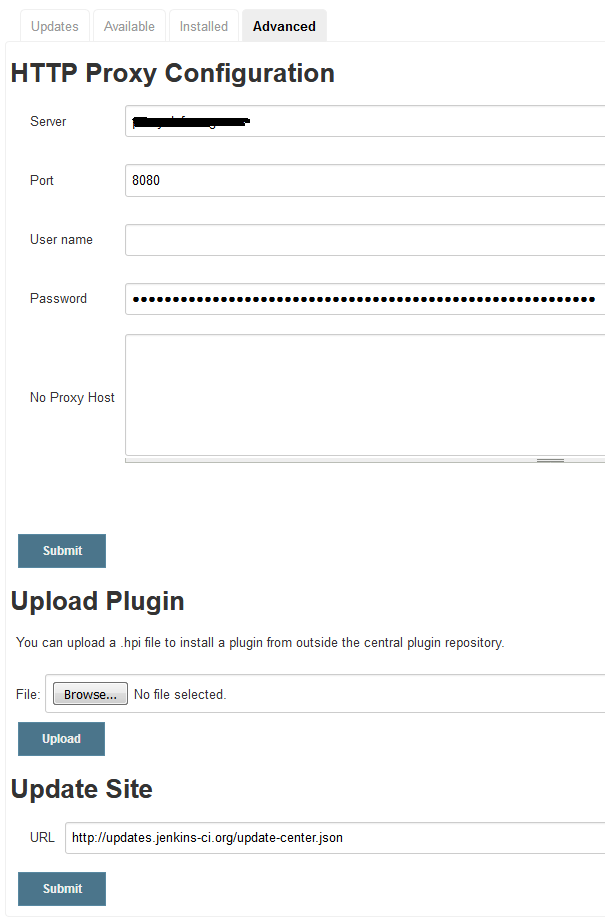 Updates Available Installed Advanced
HTTP Proxy Configuration
Server
Port 8080
User name
Password ●●●●●●●●●●●●●●●●●●●●●●●●●●●●●●●●●●●●●●●●●●●●●●●●●●●●●●●●●●
No Proxy Host
Submit
Upload Plugin
You can upload a .hpi file to install a plugin from outside the central plugin repository.
File: Browse... No file selected.
Upload
Update Site
URL http://updates.jenkins-ci.org/update-center.json
Submit